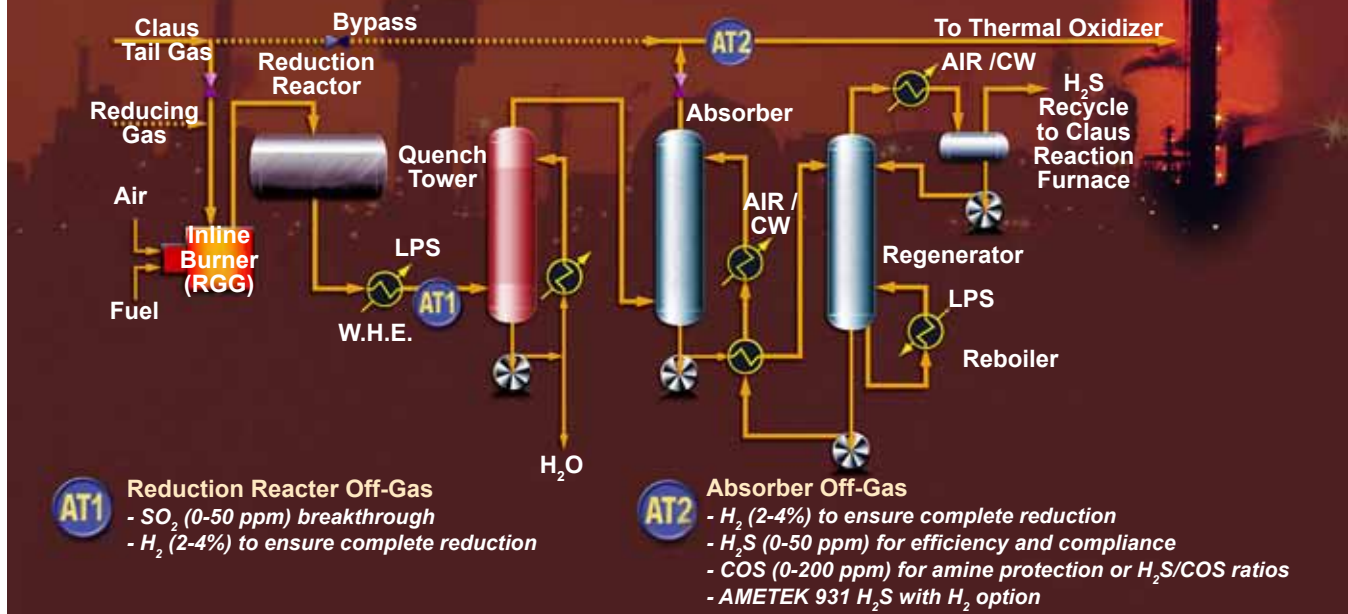 Claus
Tail Gas
Bypass
AT2
To Thermal Oxidizer
Reduction
Reactor
AIR /CW
H₂S
Recycle
to Claus
Reaction
Furnace
Reducing
Gas
Absorber
Quench
Tower
Air
Inline
Burner
(RGG)
Fuel
LPS
AT1
W.H.E.
AIR /
CW
Regenerator
LPS
Reboiler
H₂O
AT1
Reduction Reacter Off-Gas
- SO₂ (0-50 ppm) breakthrough
- H₂ (2-4%) to ensure complete reduction
AT2
Absorber Off-Gas
- H₂ (2-4%) to ensure complete reduction
- H₂S (0-50 ppm) for efficiency and compliance
- COS (0-200 ppm) for amine protection or H₂S/COS ratios
- AMETEK 931 H₂S with H₂ option